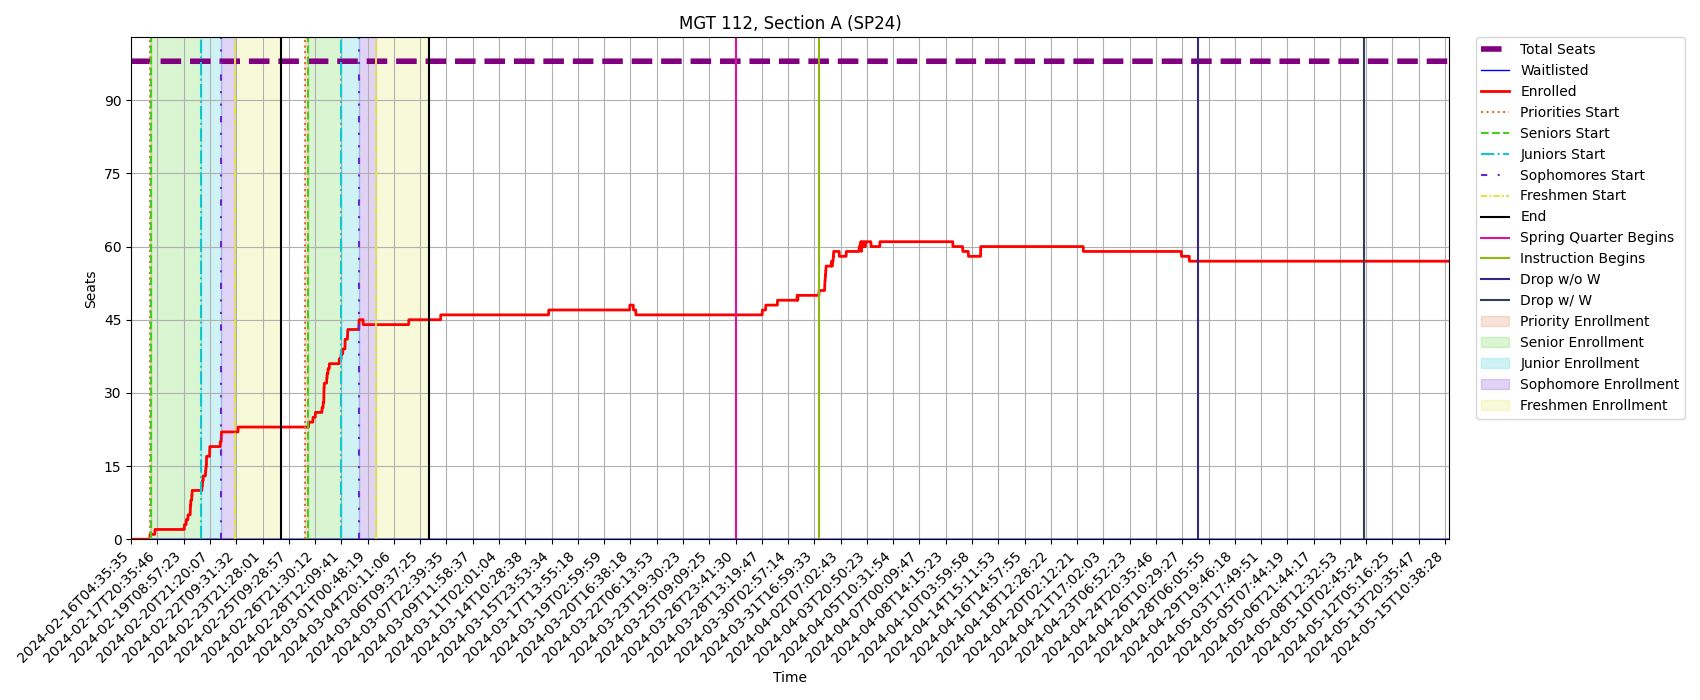 MGT 112, Section A (SP24)
Seats
90
75
60
45
30
15
0
2024-02-16T04:35:35
2024-02-17T20:35:46
2024-02-19T08:57:23
2024-02-20T21:20:07
2024-02-22T09:31:32
2024-02-23T21:28:01
2024-02-25T09:28:57
2024-02-26T21:30:12
2024-02-28T12:09:41
2024-03-01T00:48:19
2024-03-04T20:11:06
2024-03-06T09:37:25
2024-03-07T22:39:35
2024-03-09T11:58:37
2024-03-11T02:01:04
2024-03-14T10:28:38
2024-03-15T23:53:34
2024-03-17T13:55:18
2024-03-19T02:59:59
2024-03-20T16:38:18
2024-03-22T06:13:53
2024-03-23T19:30:23
2024-03-25T09:09:25
2024-03-26T23:41:30
2024-03-28T13:19:47
2024-03-30T02:57:14
2024-03-31T16:59:33
2024-04-02T07:02:43
2024-04-03T20:50:23
2024-04-05T10:31:54
2024-04-07T00:09:47
2024-04-08T14:15:23
2024-04-10T03:59:58
2024-04-14T15:11:53
2024-04-16T14:57:55
2024-04-18T12:28:22
2024-04-20T02:12:21
2024-04-21T17:02:03
2024-04-23T06:52:23
2024-04-24T20:35:46
2024-04-26T10:29:27
2024-04-28T06:05:55
2024-04-29T19:46:18
2024-05-03T17:49:51
2024-05-05T07:44:19
2024-05-06T21:44:17
2024-05-08T12:32:53
2024-05-10T02:45:24
2024-05-12T05:16:25
2024-05-13T20:35:47
2024-05-15T10:38:28
Time
Total Seats
Waitlisted
Enrolled
Priorities Start
Seniors Start
Juniors Start
Sophomores Start
Freshmen Start
End
Spring Quarter Begins
Instruction Begins
Drop w/o W
Drop w/ W
Priority Enrollment
Senior Enrollment
Junior Enrollment
Sophomore Enrollment
Freshmen Enrollment